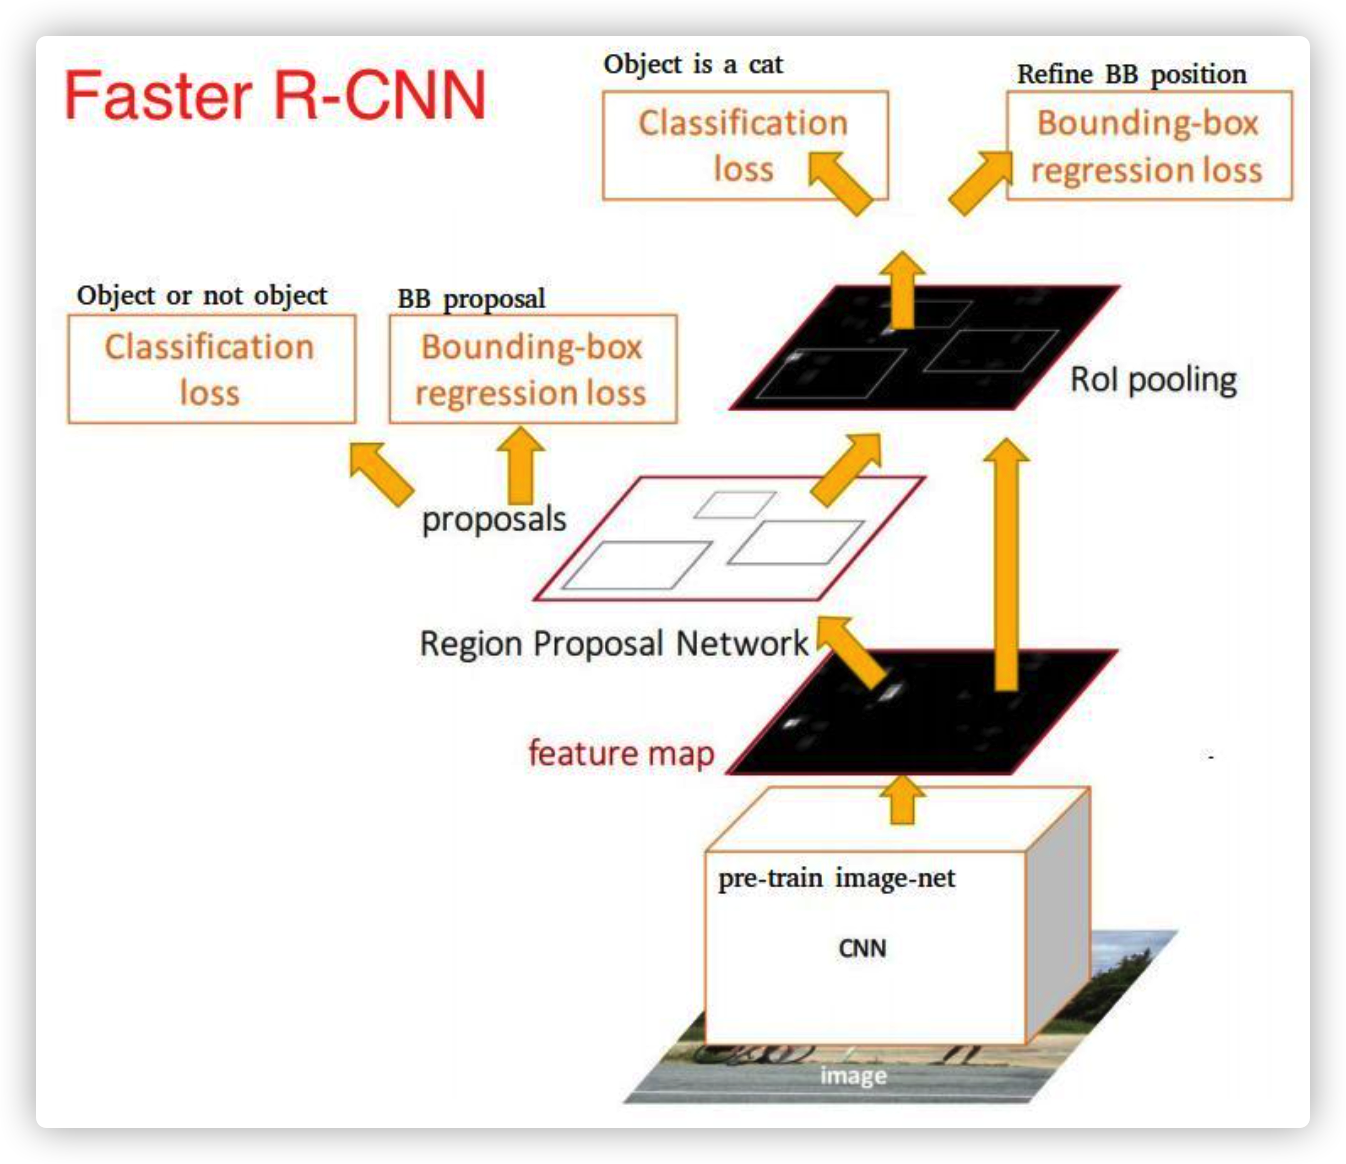 Faster R-CNN
Object is a cat
Classification
loss
Refine BB position
Bounding-box
regression loss
Object or not object
Classification
loss
BB proposal
Bounding-box
regression loss
RoI pooling
proposals
Region Proposal Network
feature map
pre-train image-net
CNN
image